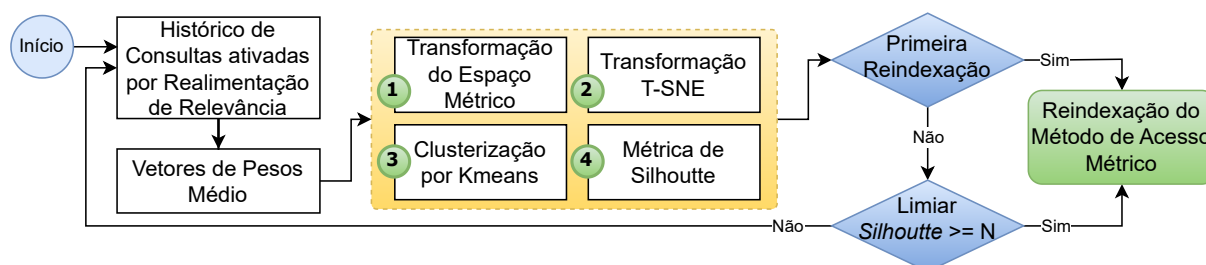 Início
Histórico de
Consultas ativadas
por Realimentação
de Relevância
Vetores de Pesos
Médio
1
Transformação
do Espaço
Métrico
2
Transformação
T-SNE
3
Clusterização
por Kmeans
4
Métrica de
Silhoutte
Primeira
Reindexação
Sim
Não
Limiar
Silhoutte >= N
Não
Sim
Reindexação do
Método de Acesso
Métrico